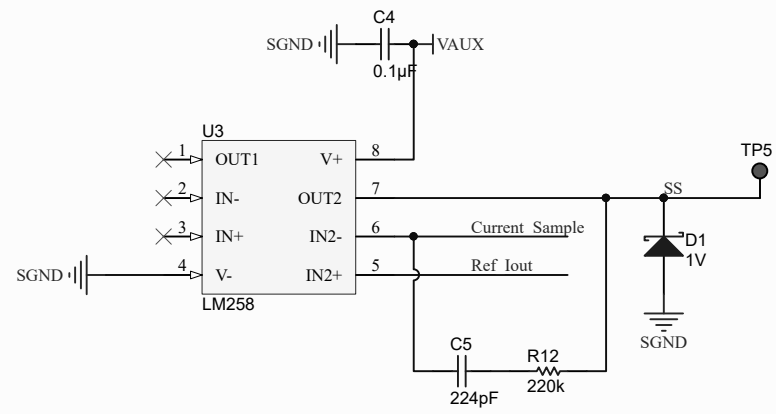 C4
SGND
VAUX
0.1µF
U3
1 OUT1 V+ 8
2 IN- OUT2 7
3 IN+ IN2- 6
4 V- IN2+ 5
LM258
SGND
TP5
SS
Current Sample
Ref Iout
D1
1V
SGND
C5
224pF
R12
220k